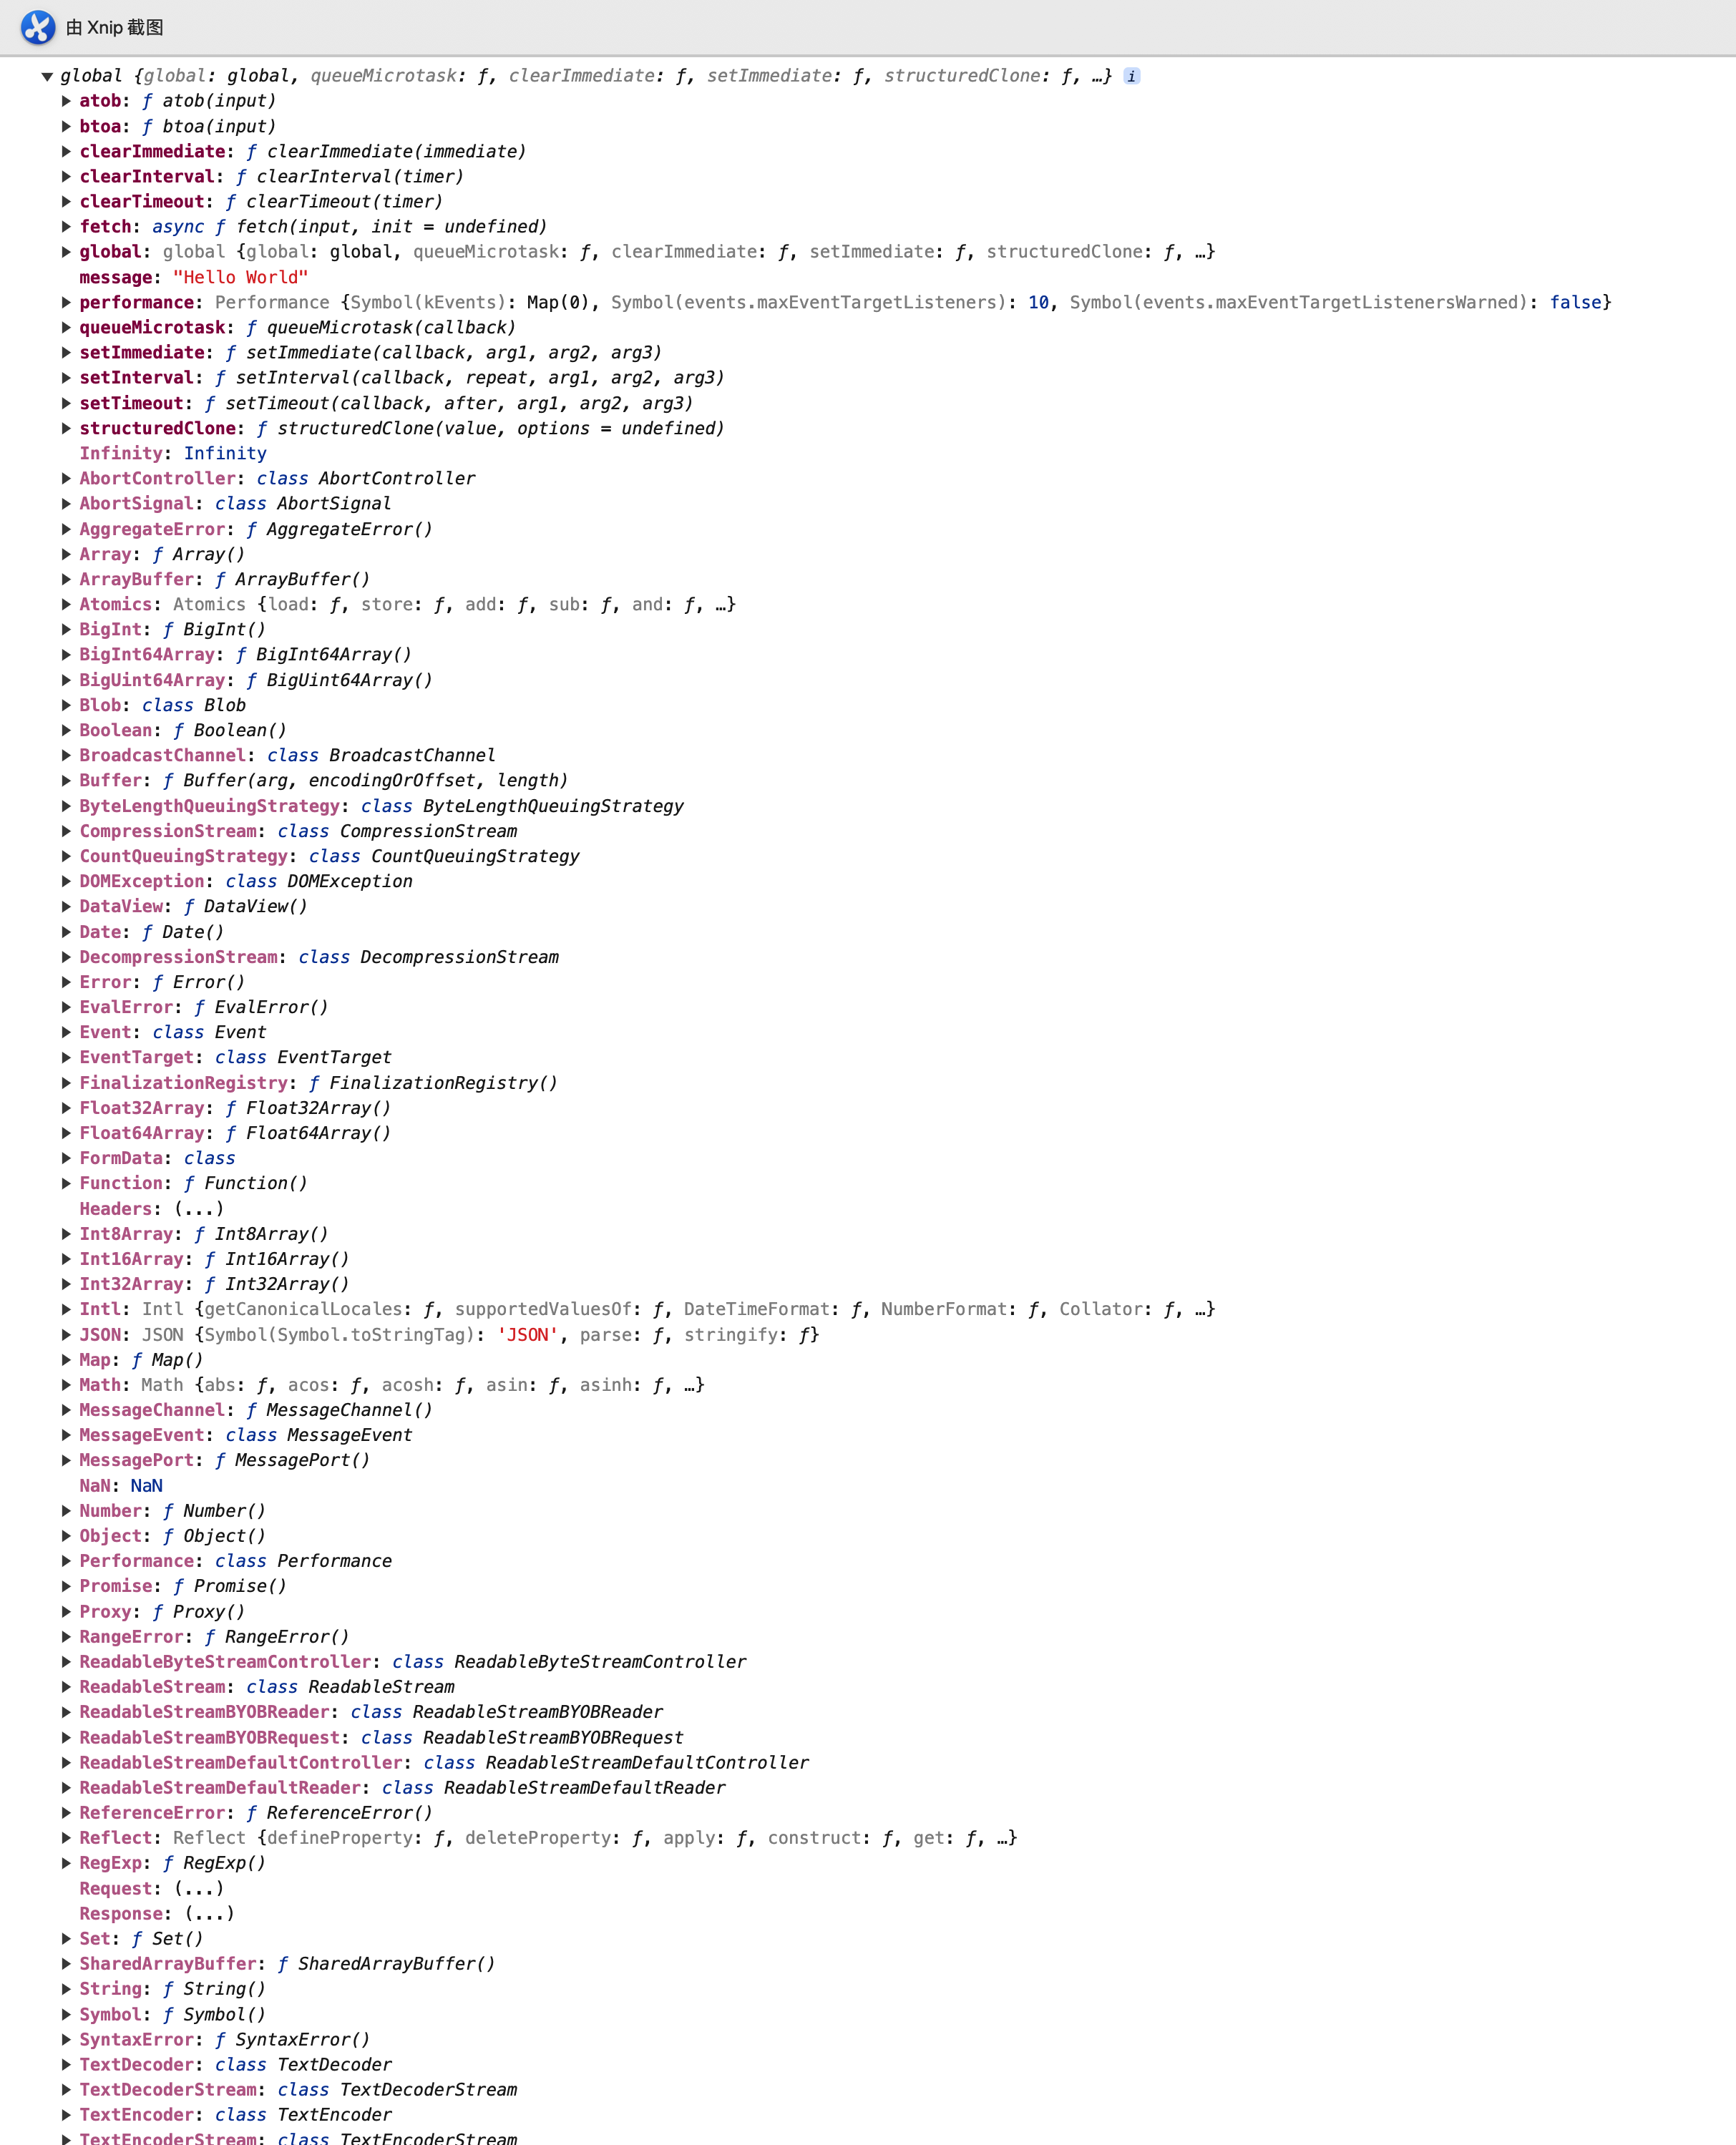 由 Xnip 截图
▼ global {global: global, queueMicrotask: ƒ, clearImmediate: ƒ, setImmediate: ƒ, structuredClone: ƒ, …} i
▶ atob: ƒ atob(input)
▶ btoa: ƒ btoa(input)
▶ clearImmediate: ƒ clearImmediate(immediate)
▶ clearInterval: ƒ clearInterval(timer)
▶ clearTimeout: ƒ clearTimeout(timer)
▶ fetch: async ƒ fetch(input, init = undefined)
▶ global: global {global: global, queueMicrotask: ƒ, clearImmediate: ƒ, setImmediate: ƒ, structuredClone: ƒ, …}
message: "Hello World"
▶ performance: Performance {Symbol(kEvents): Map(0), Symbol(events.maxEventTargetListeners): 10, Symbol(events.maxEventTargetListenersWarned): false}
▶ queueMicrotask: ƒ queueMicrotask(callback)
▶ setImmediate: ƒ setImmediate(callback, arg1, arg2, arg3)
▶ setInterval: ƒ setInterval(callback, repeat, arg1, arg2, arg3)
▶ setTimeout: ƒ setTimeout(callback, after, arg1, arg2, arg3)
▶ structuredClone: ƒ structuredClone(value, options = undefined)
Infinity: Infinity
▶ AbortController: class AbortController
▶ AbortSignal: class AbortSignal
▶ AggregateError: ƒ AggregateError()
▶ Array: ƒ Array()
▶ ArrayBuffer: ƒ ArrayBuffer()
▶ Atomics: Atomics {load: ƒ, store: ƒ, add: ƒ, sub: ƒ, and: ƒ, …}
▶ BigInt: ƒ BigInt()
▶ BigInt64Array: ƒ BigInt64Array()
▶ BigUint64Array: ƒ BigUint64Array()
▶ Blob: class Blob
▶ Boolean: ƒ Boolean()
▶ BroadcastChannel: class BroadcastChannel
▶ Buffer: ƒ Buffer(arg, encodingOrOffset, length)
▶ ByteLengthQueuingStrategy: class ByteLengthQueuingStrategy
▶ CompressionStream: class CompressionStream
▶ CountQueuingStrategy: class CountQueuingStrategy
▶ DOMException: class DOMException
▶ DataView: ƒ DataView()
▶ Date: ƒ Date()
▶ DecompressionStream: class DecompressionStream
▶ Error: ƒ Error()
▶ EvalError: ƒ EvalError()
▶ Event: class Event
▶ EventTarget: class EventTarget
▶ FinalizationRegistry: ƒ FinalizationRegistry()
▶ Float32Array: ƒ Float32Array()
▶ Float64Array: ƒ Float64Array()
▶ FormData: class
▶ Function: ƒ Function()
Headers: (...)
▶ Int8Array: ƒ Int8Array()
▶ Int16Array: ƒ Int16Array()
▶ Int32Array: ƒ Int32Array()
▶ Intl: Intl {getCanonicalLocales: ƒ, supportedValuesOf: ƒ, DateTimeFormat: ƒ, NumberFormat: ƒ, Collator: ƒ, …}
▶ JSON: JSON {Symbol(Symbol.toStringTag): 'JSON', parse: ƒ, stringify: ƒ}
▶ Map: ƒ Map()
▶ Math: Math {abs: ƒ, acos: ƒ, acosh: ƒ, asin: ƒ, asinh: ƒ, …}
▶ MessageChannel: ƒ MessageChannel()
▶ MessageEvent: class MessageEvent
▶ MessagePort: ƒ MessagePort()
NaN: NaN
▶ Number: ƒ Number()
▶ Object: ƒ Object()
▶ Performance: class Performance
▶ Promise: ƒ Promise()
▶ Proxy: ƒ Proxy()
▶ RangeError: ƒ RangeError()
▶ ReadableByteStreamController: class ReadableByteStreamController
▶ ReadableStream: class ReadableStream
▶ ReadableStreamBYOBReader: class ReadableStreamBYOBReader
▶ ReadableStreamBYOBRequest: class ReadableStreamBYOBRequest
▶ ReadableStreamDefaultController: class ReadableStreamDefaultController
▶ ReadableStreamDefaultReader: class ReadableStreamDefaultReader
▶ ReferenceError: ƒ ReferenceError()
▶ Reflect: Reflect {defineProperty: ƒ, deleteProperty: ƒ, apply: ƒ, construct: ƒ, get: ƒ, …}
▶ RegExp: ƒ RegExp()
Request: (...)
Response: (...)
▶ Set: ƒ Set()
▶ SharedArrayBuffer: ƒ SharedArrayBuffer()
▶ String: ƒ String()
▶ Symbol: ƒ Symbol()
▶ SyntaxError: ƒ SyntaxError()
▶ TextDecoder: class TextDecoder
▶ TextDecoderStream: class TextDecoderStream
▶ TextEncoder: class TextEncoder
▶ TextEncoderStream: class TextEncoderStream